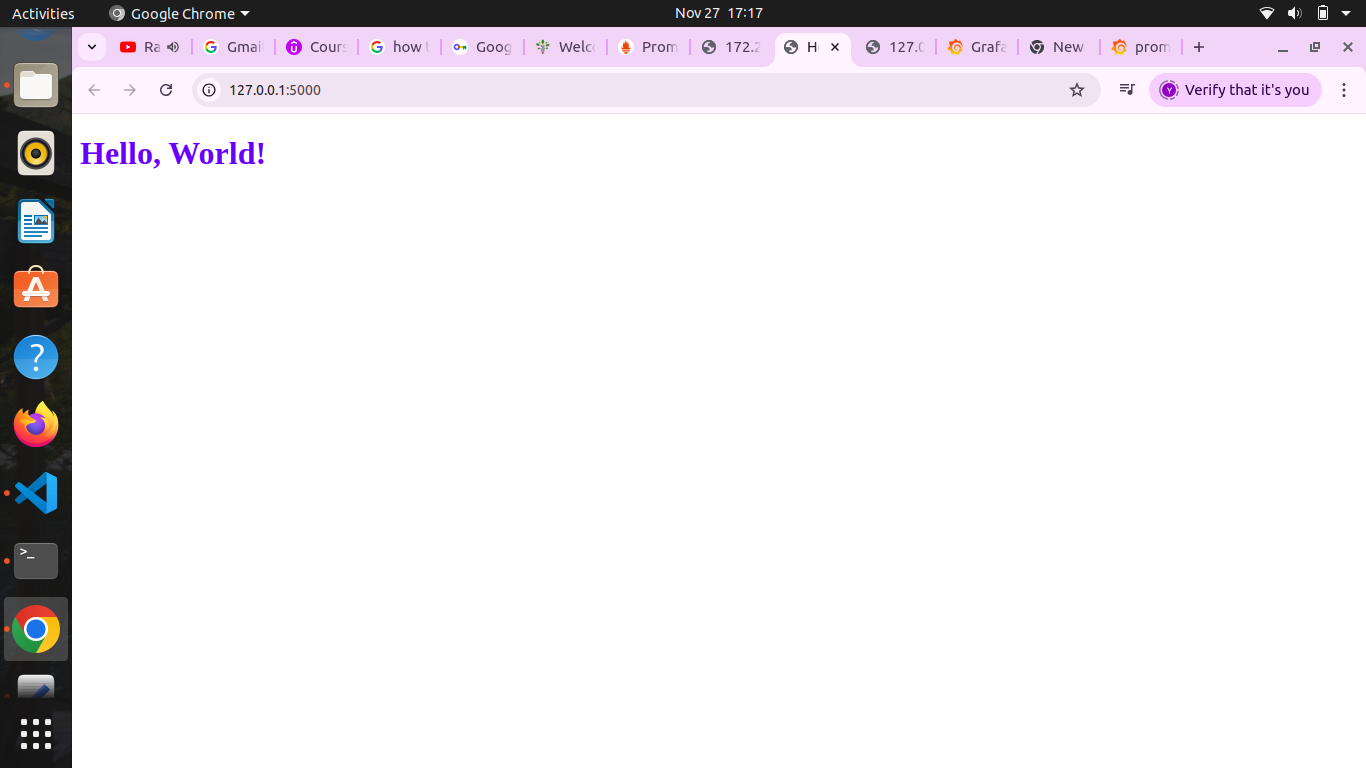 Activities Google Chrome Nov 27 17:17
Ra Gmai Cours how t Goog Welco Prom 172.2 He 127.0 Grafa New prom
127.0.0.1:5000 Y Verify that it's you
Hello, World!
>_